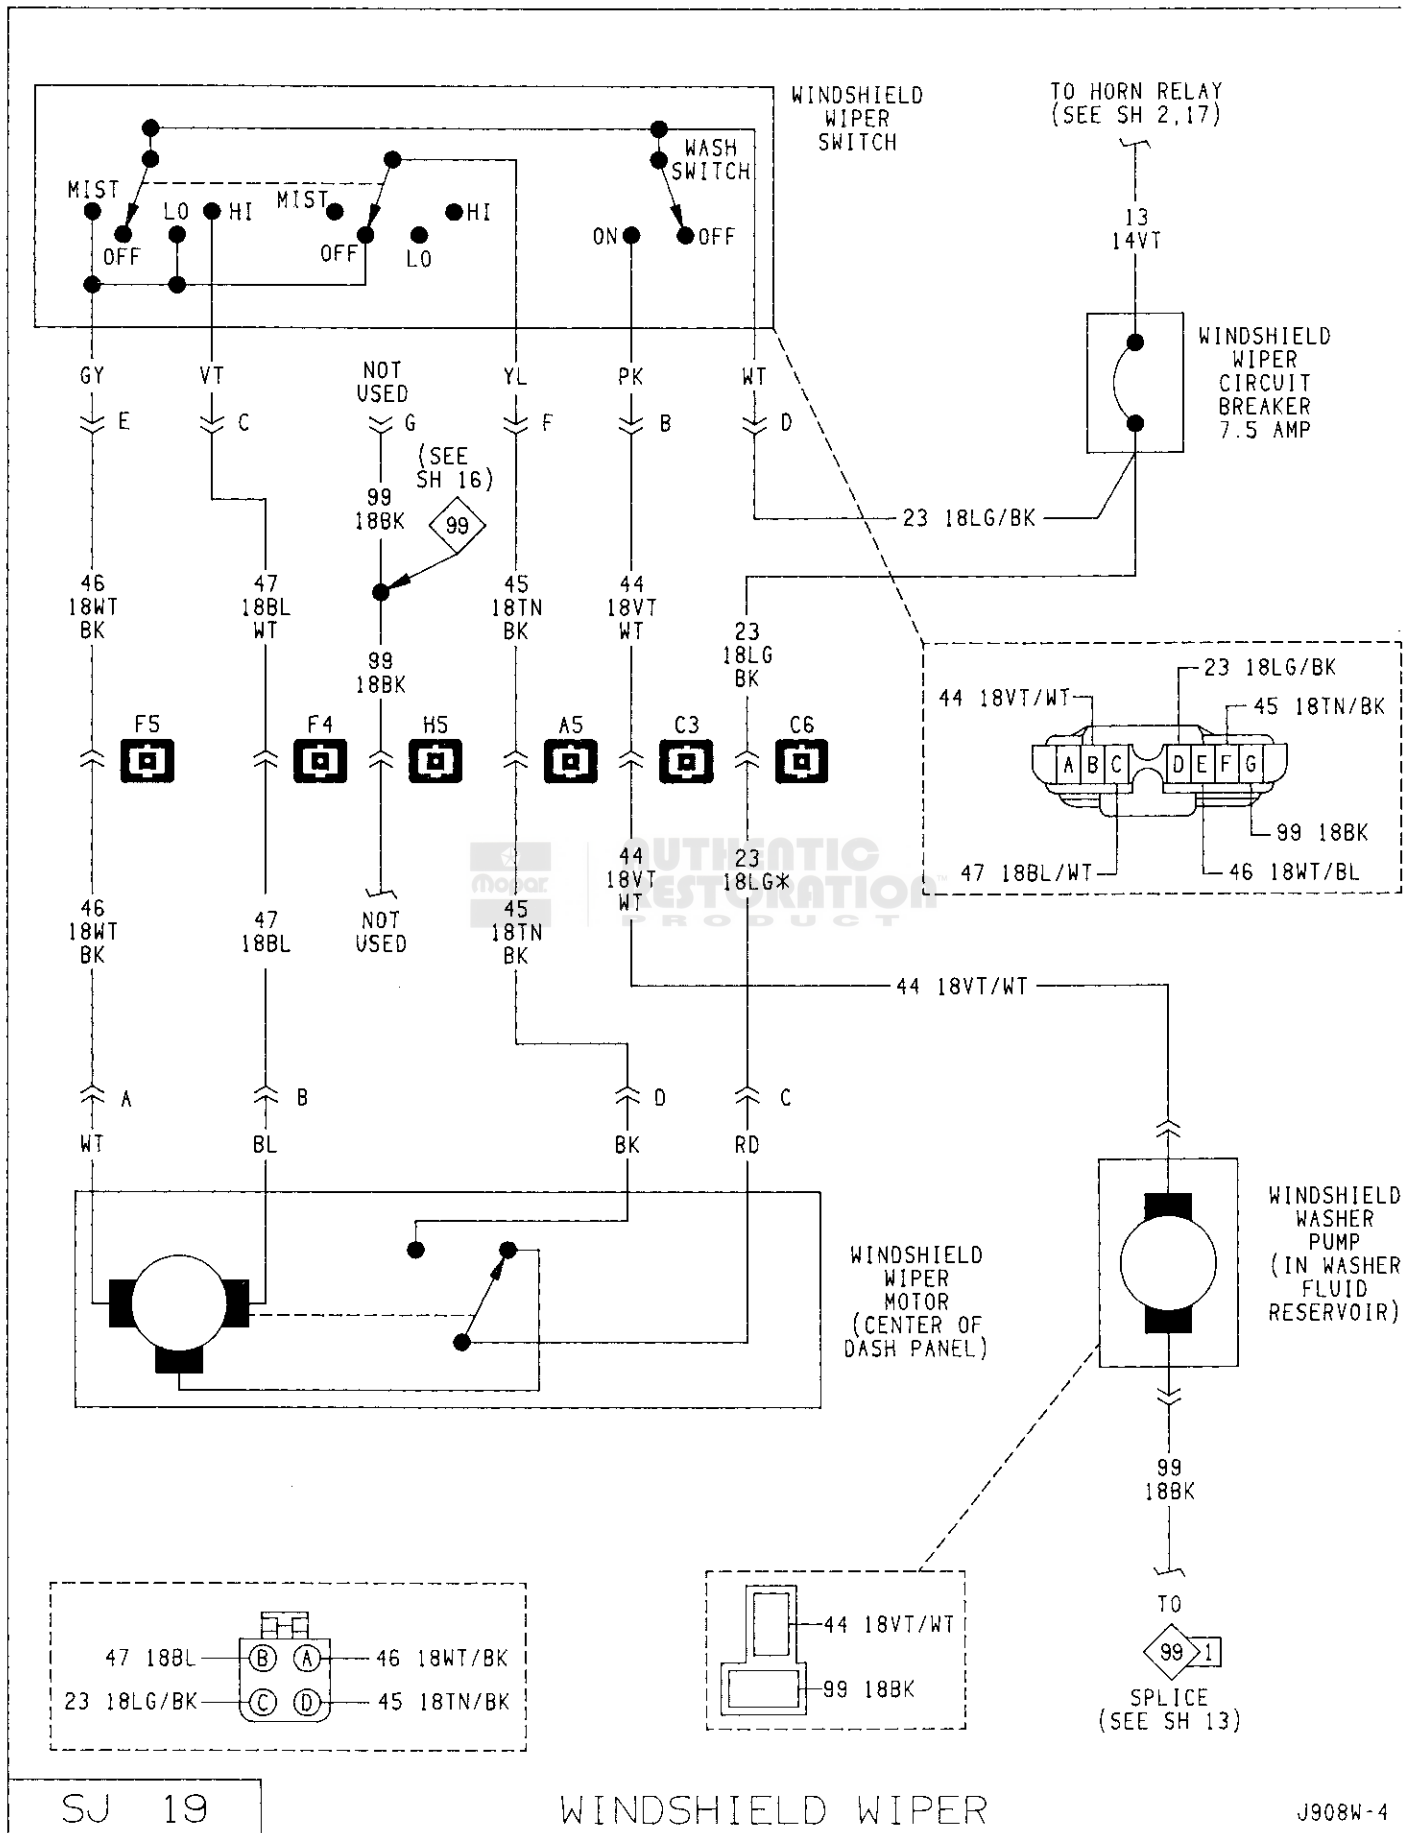 WINDSHIELD
WIPER
SWITCH
TO HORN RELAY
(SEE SH 2,17)
WASH
SWITCH
MIST
LO
HI
OFF
MIST
OFF
LO
HI
ON
OFF
13
14VT
WINDSHIELD
WIPER
CIRCUIT
BREAKER
7.5 AMP
GY
VT
NOT
USED
YL
PK
WT
E
C
G
F
B
D
(SEE
SH 16)
99
18BK
99
23 18LG/BK
46
18WT
BK
47
18BL
WT
45
18TN
BK
44
18VT
WT
23
18LG
BK
99
18BK
F5
F4
H5
A5
C3
C6
23 18LG/BK
44 18VT/WT
45 18TN/BK
A B C D E F G
99 18BK
47 18BL/WT
46 18WT/BL
Mopar
AUTHENTIC
RESTORATION™
PRODUCT
44
18VT
WT
23
18LG*
46
18WT
BK
47
18BL
NOT
USED
45
18TN
BK
44 18VT/WT
A
B
D
C
WT
BL
BK
RD
WINDSHIELD
WIPER
MOTOR
(CENTER OF
DASH PANEL)
WINDSHIELD
WASHER
PUMP
(IN WASHER
FLUID
RESERVOIR)
99
18BK
TO
99 1
SPLICE
(SEE SH 13)
47 18BL B A 46 18WT/BK
23 18LG/BK C D 45 18TN/BK
44 18VT/WT
99 18BK
SJ 19
WINDSHIELD WIPER
J908W-4